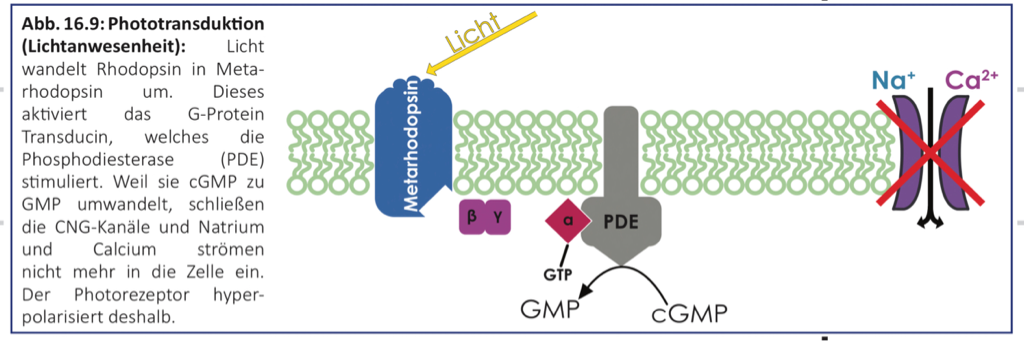 Abb. 16.9: Phototransduktion
(Lichtanwesenheit): Licht
wandelt Rhodopsin in Meta-
rhodopsin um. Dieses
aktiviert das G-Protein
Transducin, welches die
Phosphodiesterase (PDE)
stimuliert. Weil sie cGMP zu
GMP umwandelt, schließen
die CNG-Kanäle und Natrium
und Calcium strömen
nicht mehr in die Zelle ein.
Der Photorezeptor hyper-
polarisiert deshalb.
Licht
Metarhodopsin
β γ
α
GTP
PDE
GMP
cGMP
Na⁺
Ca²⁺